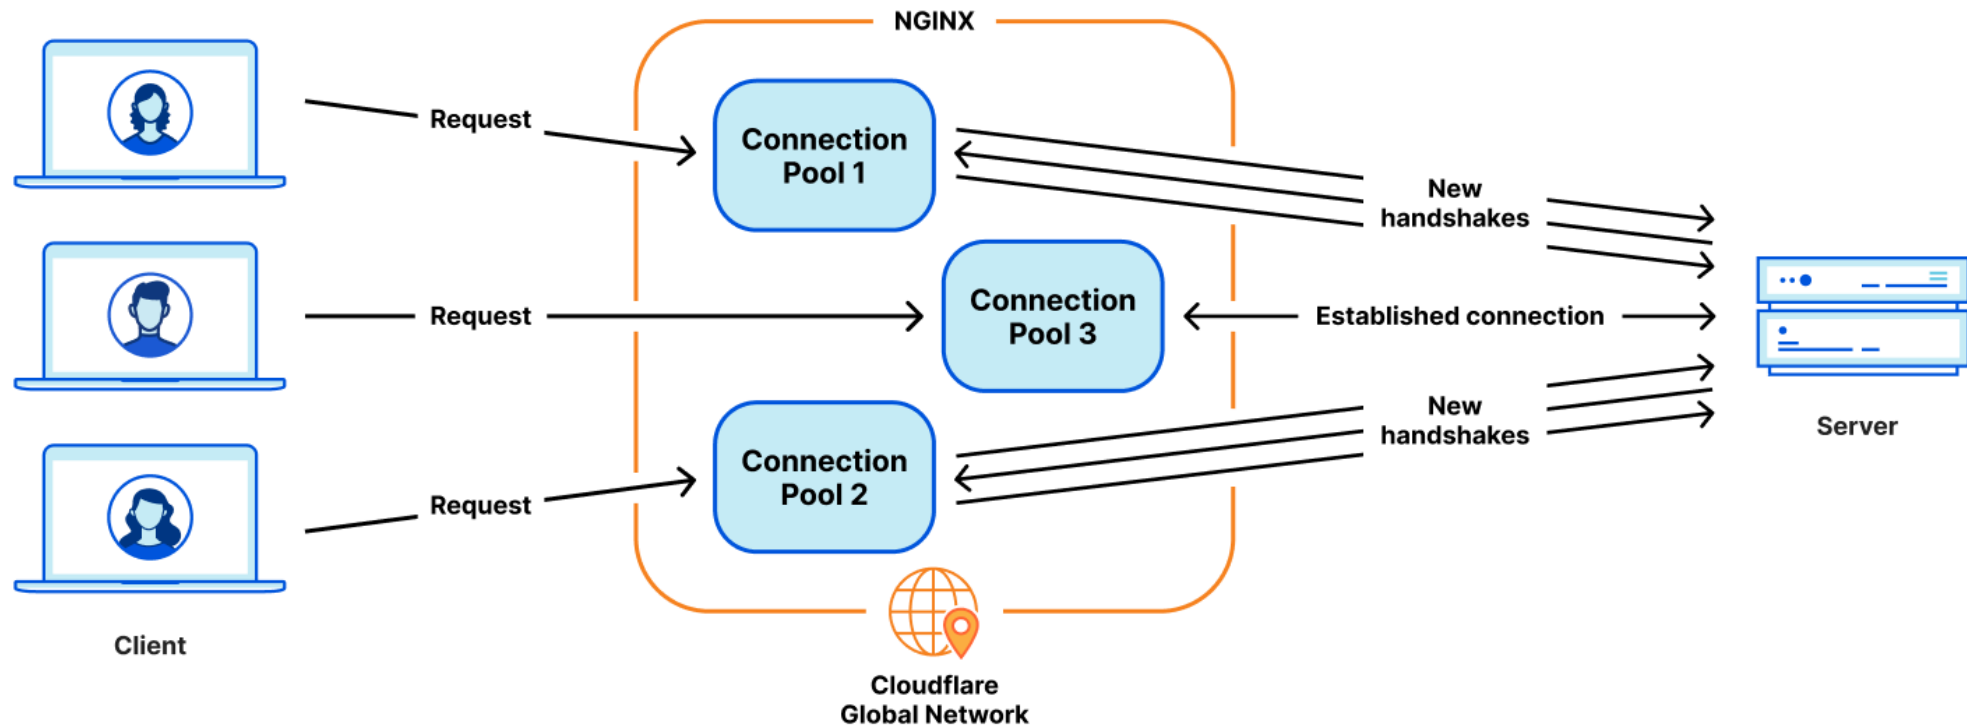 NGINX
Request
Connection
Pool 1
New
handshakes
Request
Connection
Pool 3
Established connection
Request
Connection
Pool 2
New
handshakes
Server
Client
Cloudflare
Global Network